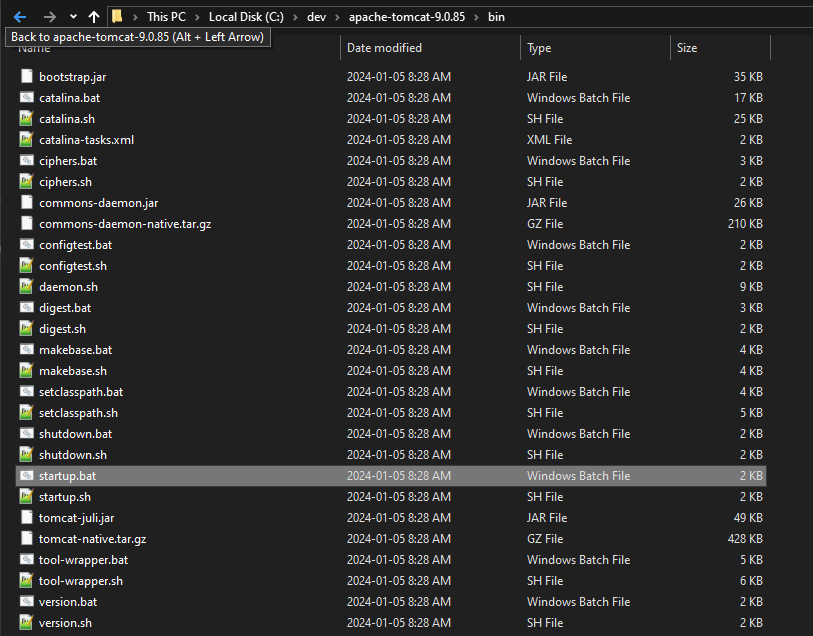 This PC > Local Disk (C:) > dev > apache-tomcat-9.0.85 > bin
Back to apache-tomcat-9.0.85 (Alt + Left Arrow)
Name Date modified Type Size
bootstrap.jar 2024-01-05 8:28 AM JAR File 35 KB
catalina.bat 2024-01-05 8:28 AM Windows Batch File 17 KB
catalina.sh 2024-01-05 8:28 AM SH File 25 KB
catalina-tasks.xml 2024-01-05 8:28 AM XML File 2 KB
ciphers.bat 2024-01-05 8:28 AM Windows Batch File 3 KB
ciphers.sh 2024-01-05 8:28 AM SH File 2 KB
commons-daemon.jar 2024-01-05 8:28 AM JAR File 26 KB
commons-daemon-native.tar.gz 2024-01-05 8:28 AM GZ File 210 KB
configtest.bat 2024-01-05 8:28 AM Windows Batch File 2 KB
configtest.sh 2024-01-05 8:28 AM SH File 2 KB
daemon.sh 2024-01-05 8:28 AM SH File 9 KB
digest.bat 2024-01-05 8:28 AM Windows Batch File 3 KB
digest.sh 2024-01-05 8:28 AM SH File 2 KB
makebase.bat 2024-01-05 8:28 AM Windows Batch File 4 KB
makebase.sh 2024-01-05 8:28 AM SH File 4 KB
setclasspath.bat 2024-01-05 8:28 AM Windows Batch File 4 KB
setclasspath.sh 2024-01-05 8:28 AM SH File 5 KB
shutdown.bat 2024-01-05 8:28 AM Windows Batch File 2 KB
shutdown.sh 2024-01-05 8:28 AM SH File 2 KB
startup.bat 2024-01-05 8:28 AM Windows Batch File 2 KB
startup.sh 2024-01-05 8:28 AM SH File 2 KB
tomcat-juli.jar 2024-01-05 8:28 AM JAR File 49 KB
tomcat-native.tar.gz 2024-01-05 8:28 AM GZ File 428 KB
tool-wrapper.bat 2024-01-05 8:28 AM Windows Batch File 5 KB
tool-wrapper.sh 2024-01-05 8:28 AM SH File 6 KB
version.bat 2024-01-05 8:28 AM Windows Batch File 2 KB
version.sh 2024-01-05 8:28 AM SH File 2 KB